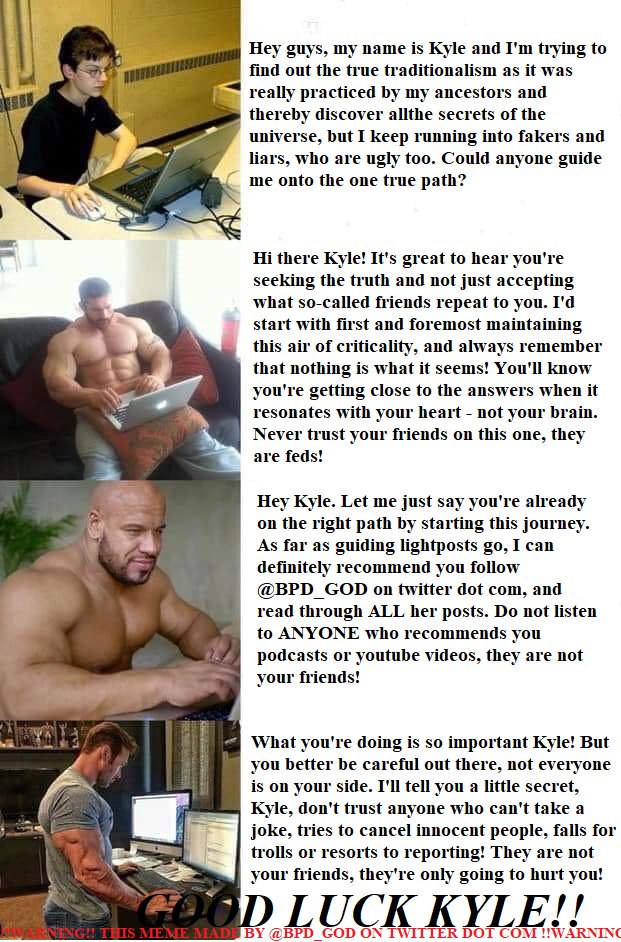 Hey guys, my name is Kyle and I'm trying to
find out the true traditionalism as it was
really practiced by my ancestors and
thereby discover allthe secrets of the
universe, but I keep running into fakers and
liars, who are ugly too. Could anyone guide
me onto the one true path?
Hi there Kyle! It's great to hear you're
seeking the truth and not just accepting
what so-called friends repeat to you. I'd
start with first and foremost maintaining
this air of criticality, and always remember
that nothing is what it seems! You'll know
you're getting close to the answers when it
resonates with your heart - not your brain.
Never trust your friends on this one, they
are feds!
Hey Kyle. Let me just say you're already
on the right path by starting this journey.
As far as guiding lightposts go, I can
definitely recommend you follow
@BPD_GOD on twitter dot com, and
read through ALL her posts. Do not listen
to ANYONE who recommends you
podcasts or youtube videos, they are not
your friends!
What you're doing is so important Kyle! But
you better be careful out there, not everyone
is on your side. I'll tell you a little secret,
Kyle, don't trust anyone who can't take a
joke, tries to cancel innocent people, falls for
trolls or resorts to reporting! They are not
your friends, they're only going to hurt you!
GOOD LUCK KYLE!!
!!WARNING!! THIS MEME MADE BY @BPD_GOD ON TWITTER DOT COM !!WARNING